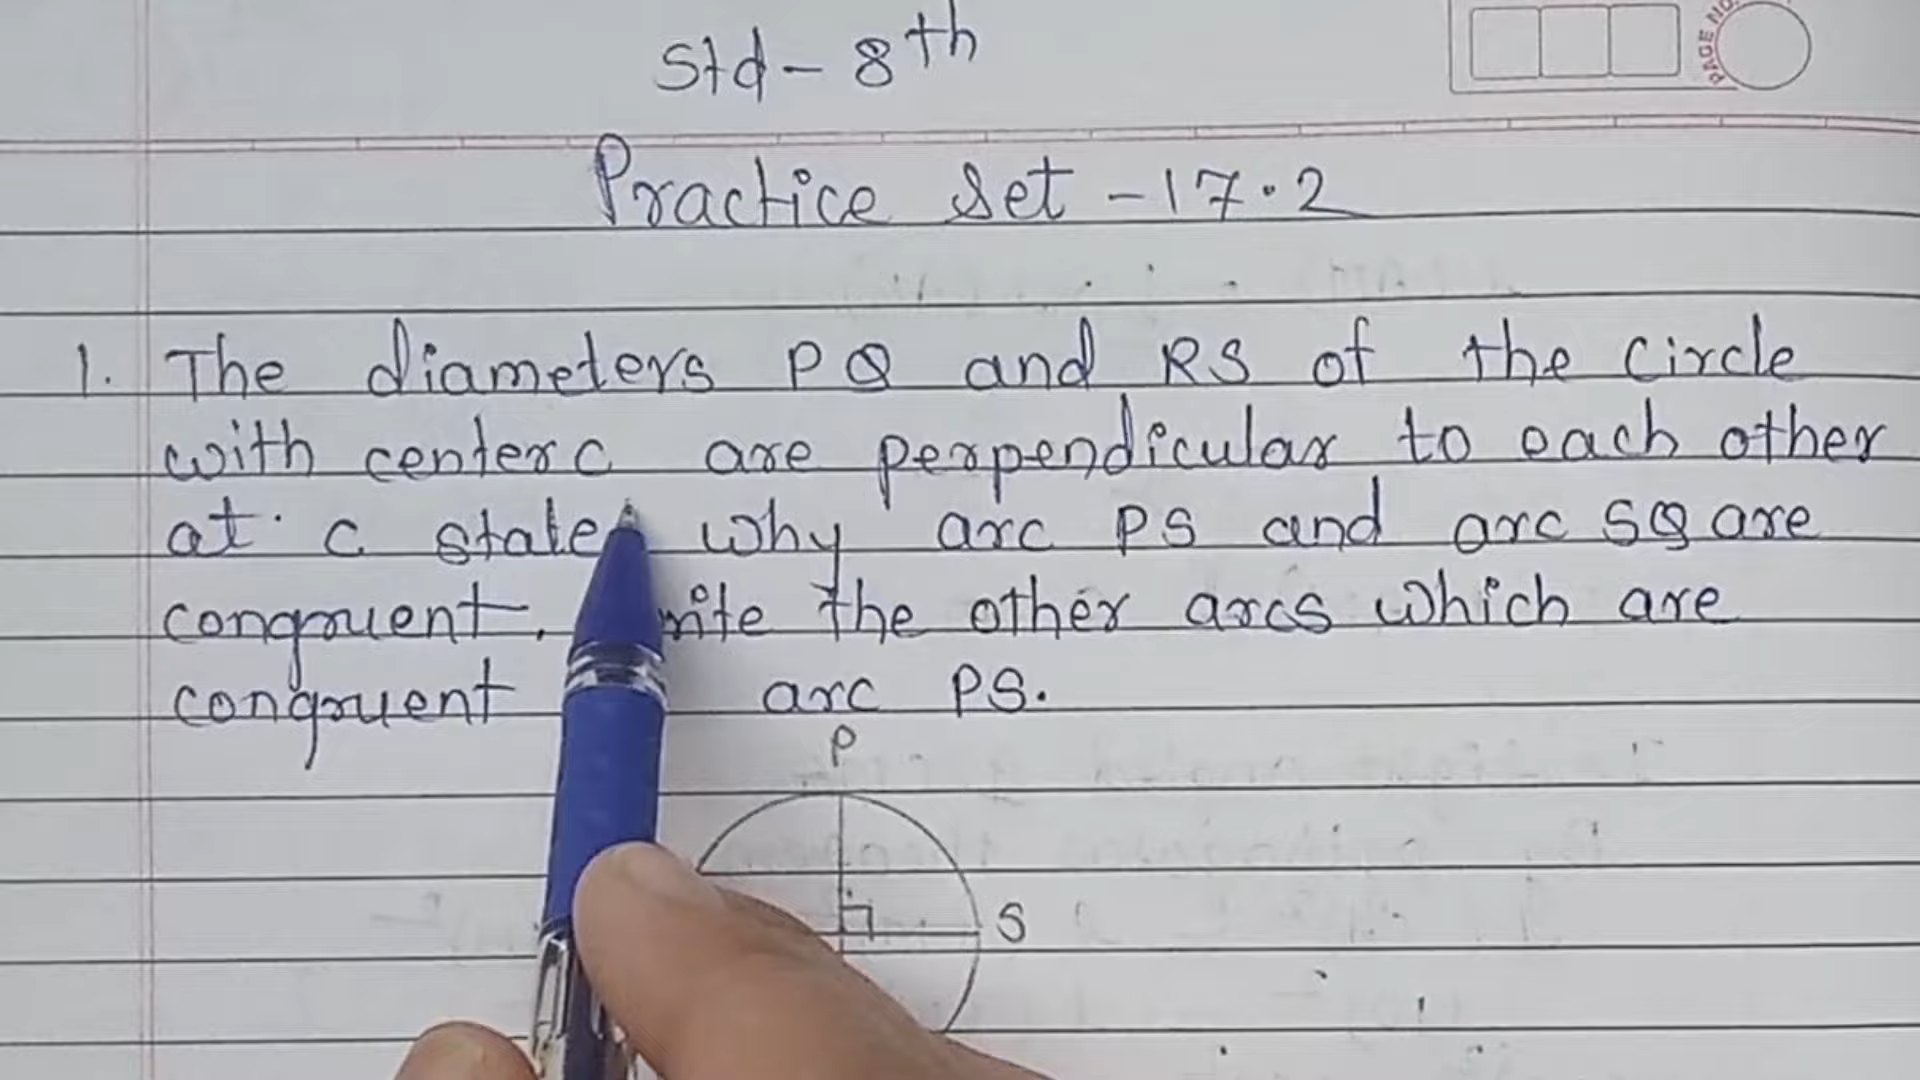 PAGE NO.
Std - 8th
Practice Set - 17.2
1. The diameters PQ and RS of the circle
with center C are perpendicular to each other
at C state why arc PS and arc SQ are
congruent. the other arcs which are
congruent arc PS.
P
S